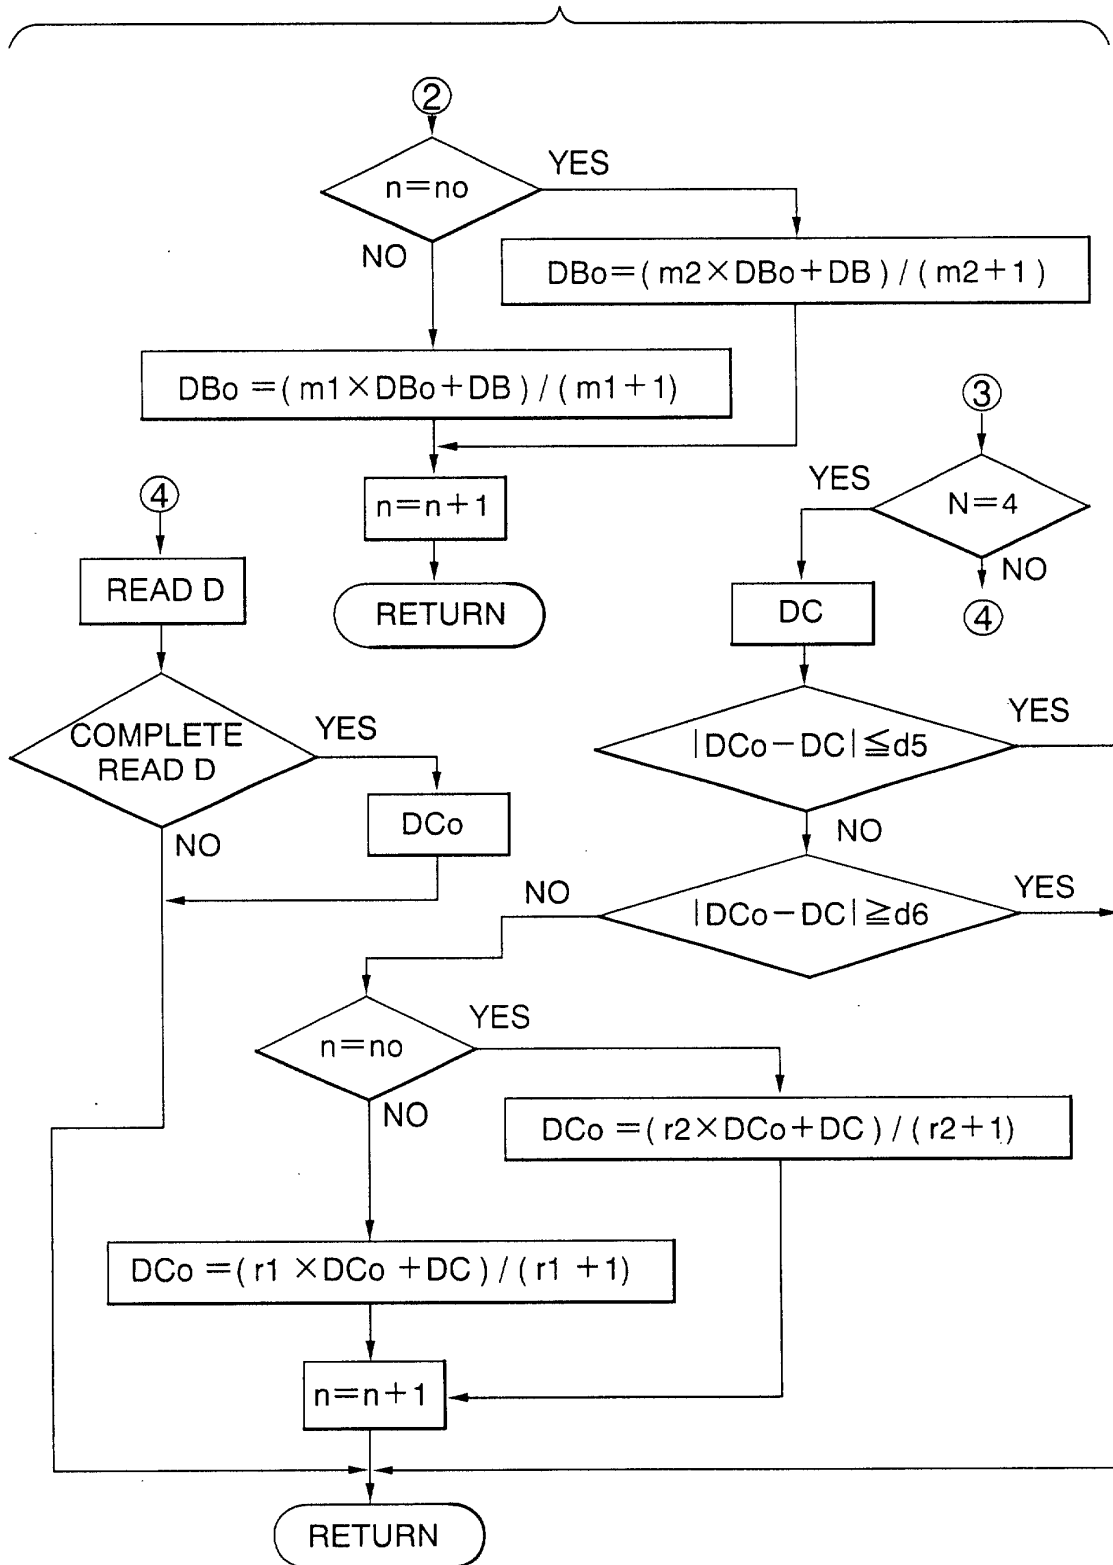 ②
n=no
YES
NO
DBo=(m2×DBo+DB)/(m2+1)
DBo=(m1×DBo+DB)/(m1+1)
n=n+1
RETURN
③
N=4
YES
NO
④
DC
|DCo−DC|≦d5
YES
NO
|DCo−DC|≧d6
YES
NO
④
READ D
COMPLETE
READ D
YES
NO
DCo
n=no
YES
NO
DCo=(r2×DCo+DC)/(r2+1)
DCo=(r1×DCo+DC)/(r1+1)
n=n+1
RETURN